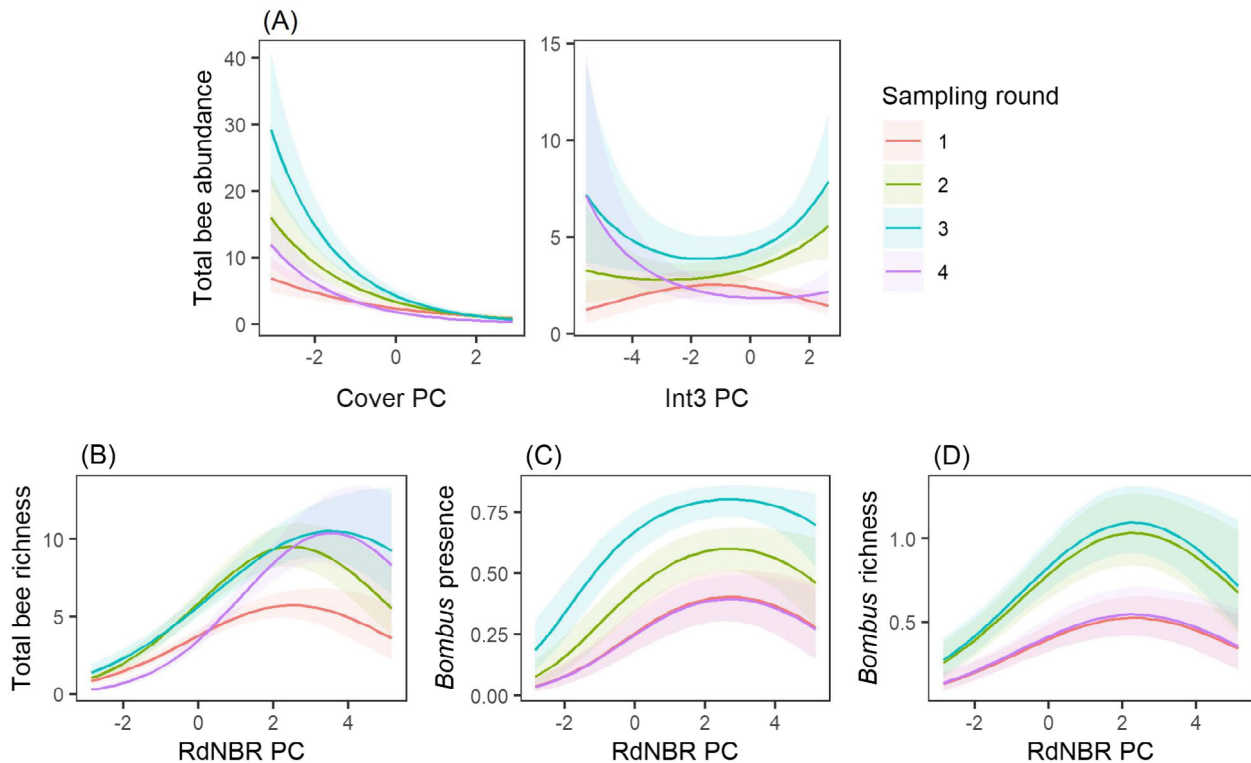 (A)
Total bee abundance
40
30
20
10
0
-2
0
2
Cover PC
15
10
5
0
-4
-2
0
2
Int3 PC
Sampling round
1
2
3
4
(B)
Total bee richness
10
5
0
-2
0
2
4
RdNBR PC
(C)
Bombus presence
0.75
0.50
0.25
0.00
-2
0
2
4
RdNBR PC
(D)
Bombus richness
1.0
0.5
-2
0
2
4
RdNBR PC